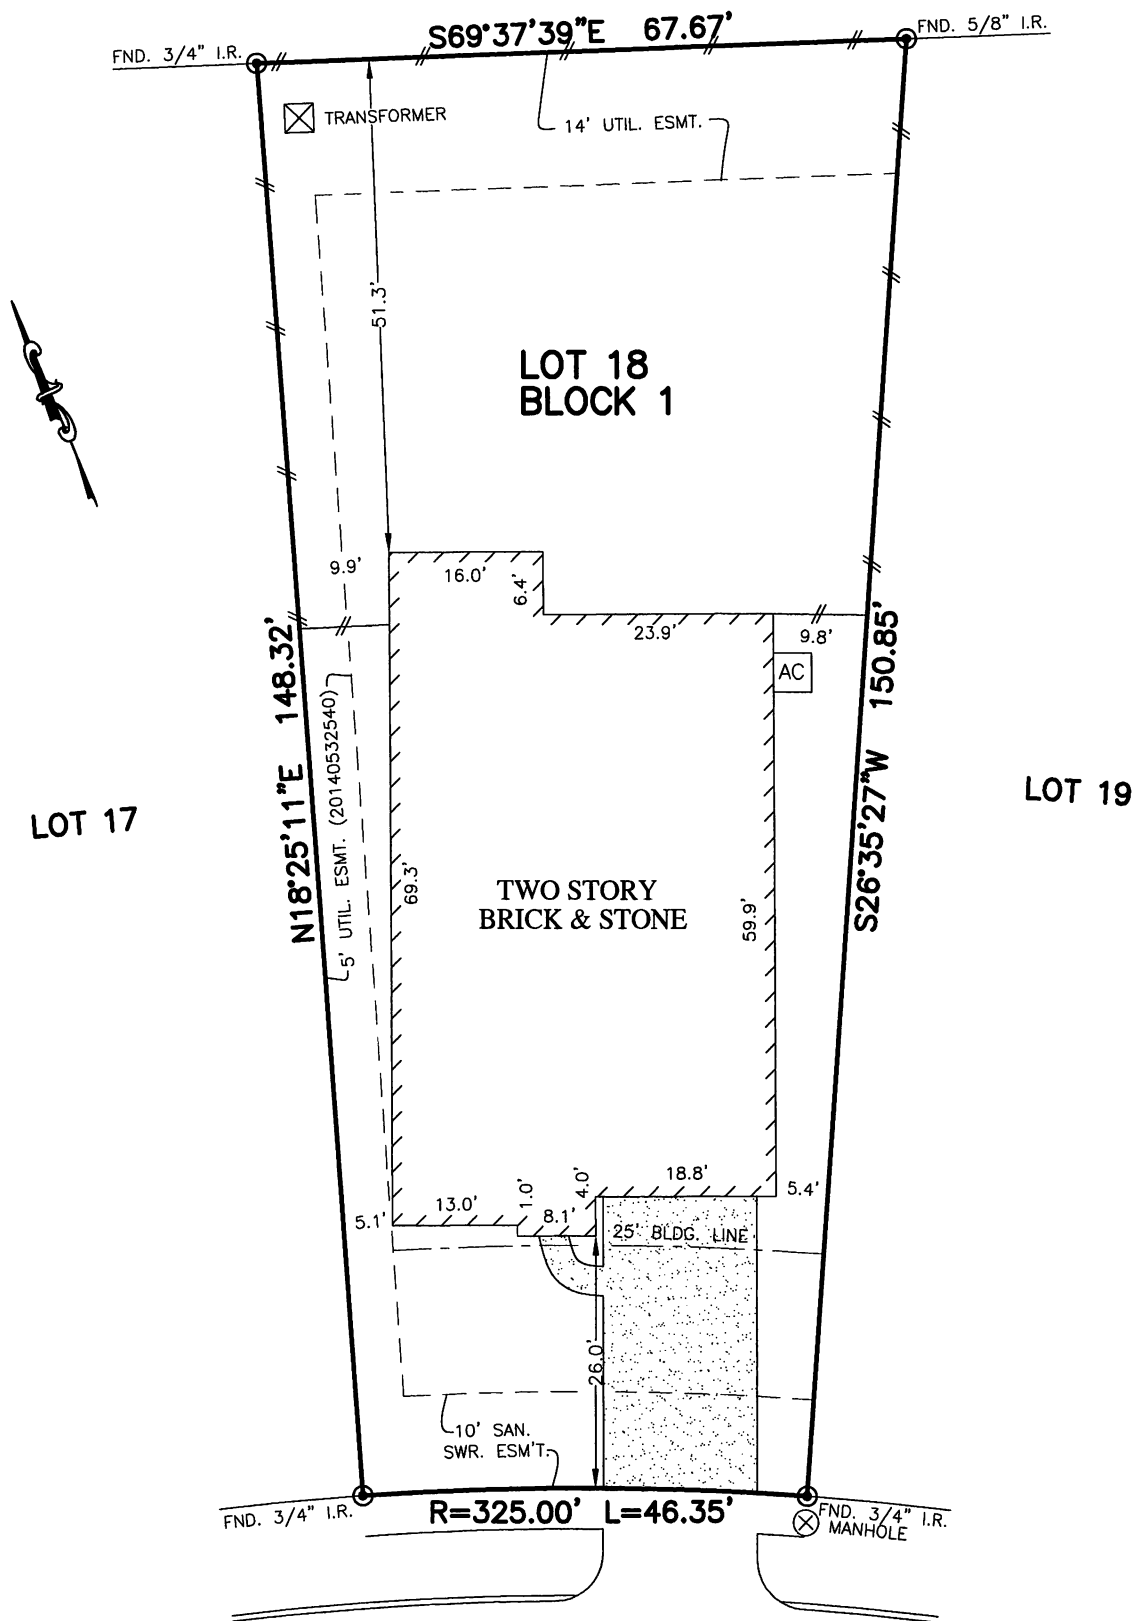 S69°37'39"E 67.67'
FND. 5/8" I.R.
FND. 3/4" I.R.
TRANSFORMER
14' UTIL. ESMT.
51.3'
LOT 18
BLOCK 1
9.9'
16.0'
6.4'
23.9'
9.8'
AC
N18°25'11"E 148.32'
5' UTIL. ESMT. (20140532540)
S26°35'27"W 150.85'
LOT 17
LOT 19
69.3'
TWO STORY
BRICK & STONE
59.9'
18.8'
5.4'
13.0'
1.0'
4.0'
8.1'
5.1'
25' BLDG. LINE
26.0'
10' SAN.
SWR. ESM'T.
FND. 3/4" I.R.
R=325.00' L=46.35'
FND. 3/4" I.R.
MANHOLE